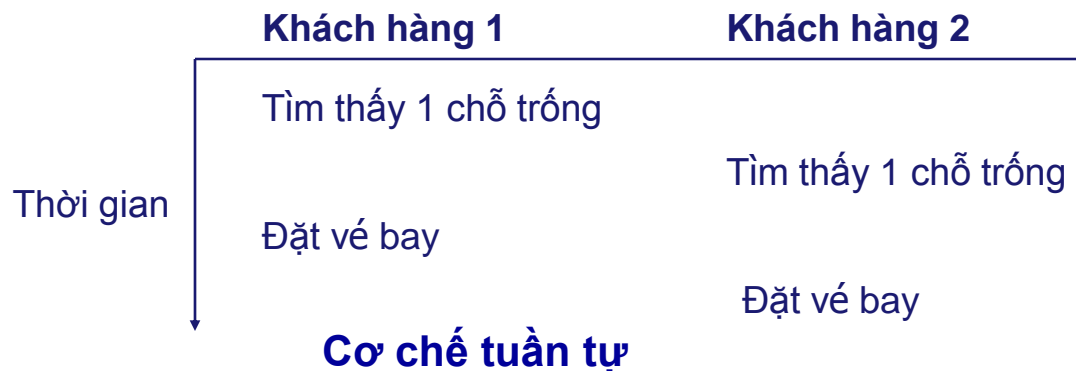 Khách hàng 1 Khách hàng 2
Tìm thấy 1 chỗ trống
Tìm thấy 1 chỗ trống
Thời gian
Đặt vé bay
Đặt vé bay
Cơ chế tuần tự